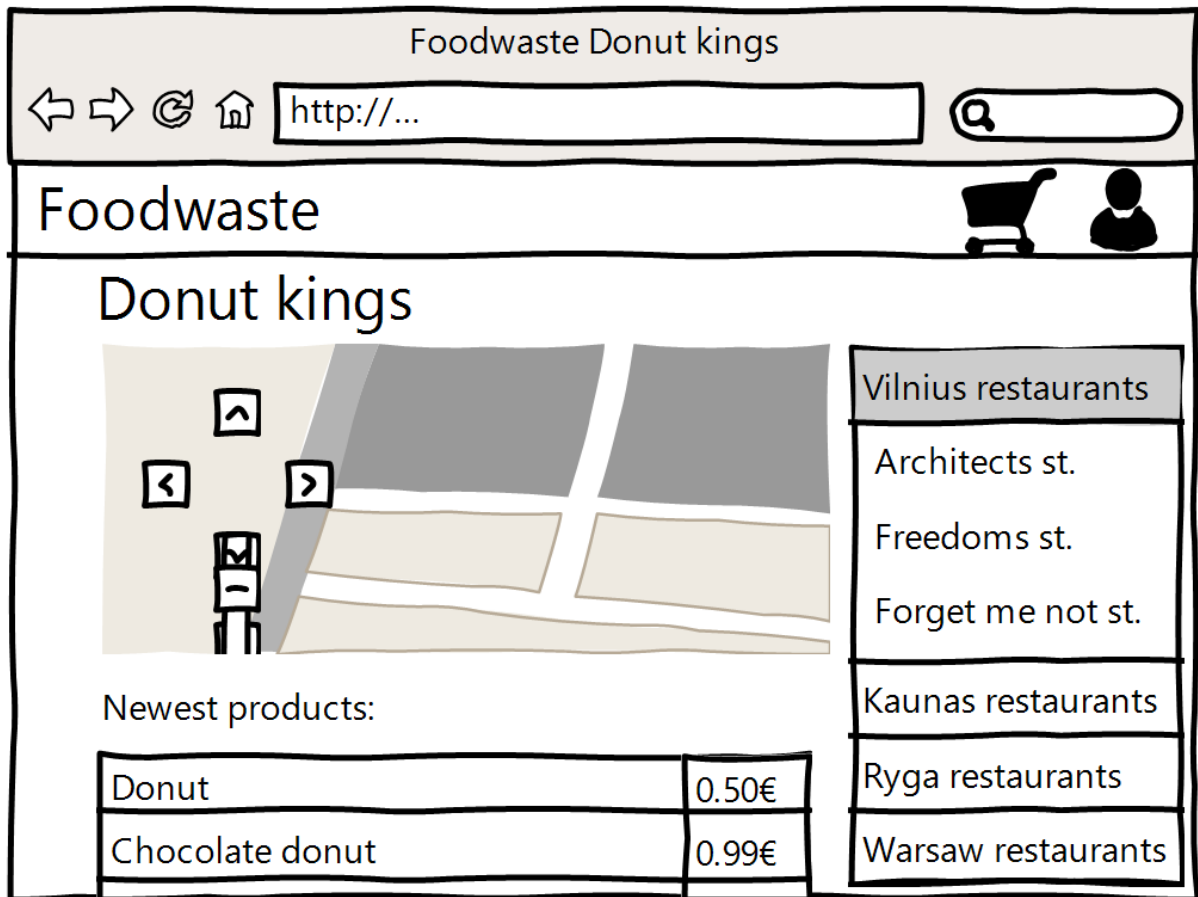 Foodwaste Donut kings
http://...
Foodwaste
Donut kings
Vilnius restaurants
Architects st.
Freedoms st.
Forget me not st.
Kaunas restaurants
Ryga restaurants
Warsaw restaurants
Newest products:
Donut 0.50€
Chocolate donut 0.99€